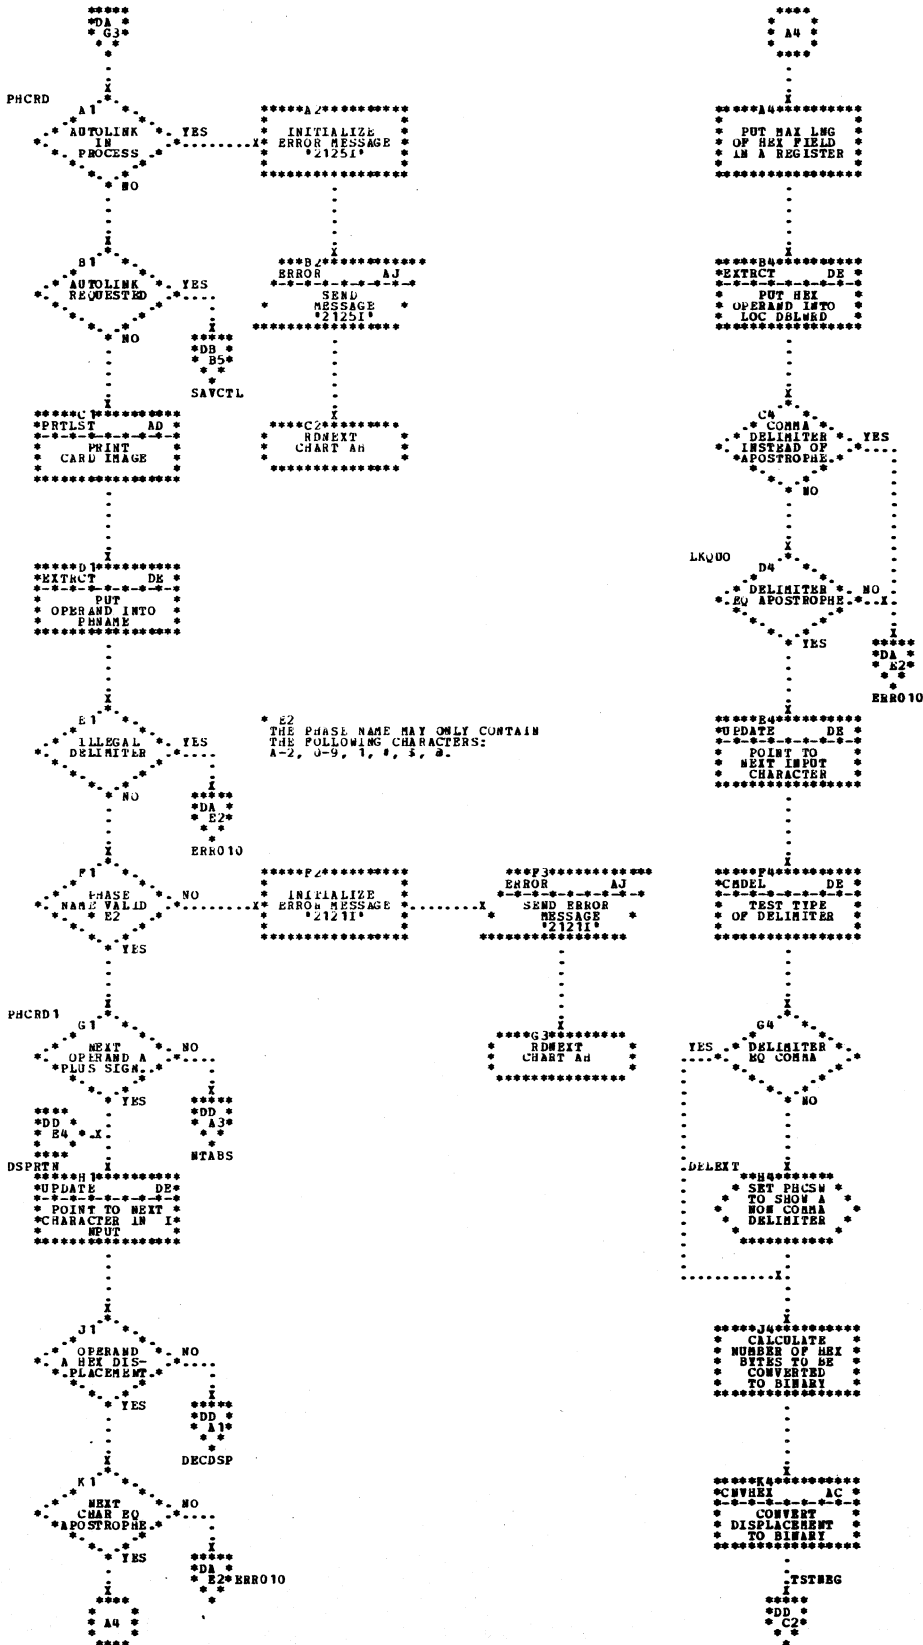 DA
G3
PHCRD
A1
AUTOLINK
IN
PROCESS
YES
NO
A2
INITIALIZE
ERROR MESSAGE
'2125I'
B1
AUTOLINK
REQUESTED
YES
NO
DB
B5
SAVCTL
B2
ERROR AJ
SEND
MESSAGE
'2125I'
C1
PRTLST AD
PRINT
CARD IMAGE
C2
RDNEXT
CHART AH
D1
EXTRCT DE
PUT
OPERAND INTO
PHNAME
E1
ILLEGAL
DELIMITER
YES
NO
DA
E2
ERR010
* E2
THE PHASE NAME MAY ONLY CONTAIN
THE FOLLOWING CHARACTERS:
F1
PHASE
NAME VALID
E2
NO
YES
F2
INITIALIZE
ERROR MESSAGE
'2121I'
F3
ERROR AJ
SEND ERROR
MESSAGE
'2121I'
G3
RDNEXT
CHART AH
PHCRD1
G1
NEXT
OPERAND A
PLUS SIGN
NO
YES
DD
A3
NTABS
DD
E4
DSPRTN
H1
UPDATE DE
POINT TO NEXT
CHARACTER IN I
NPUT
J1
OPERAND
A HEX DIS-
PLACEMENT
NO
YES
DD
A1
DECDSP
K1
NEXT
CHAR EQ
APOSTROPHE
NO
YES
DA
E2
ERR010
A4
A4
A4
PUT MAX LNG
OF HEX FIELD
IN A REGISTER
B4
EXTRCT DE
PUT HEX
OPERAND INTO
LOC DBLWRD
C4
COMMA
DELIMITER
INSTEAD OF
APOSTROPHE
YES
NO
LKQUO
D4
DELIMITER
EQ APOSTROPHE
NO
YES
DA
E2
ERR010
E4
UPDATE DE
POINT TO
NEXT INPUT
CHARACTER
F4
CMDEL DE
TEST TYPE
OF DELIMITER
G4
DELIMITER
EQ COMMA
YES
NO
DELEXT
H4
SET PHCSW
TO SHOW A
NON COMMA
DELIMITER
J4
CALCULATE
NUMBER OF HEX
BYTES TO BE
CONVERTED
TO BINARY
K4
CNVHEX AC
CONVERT
DISPLACEMENT
TO BINARY
TSTNEG
DD
C2